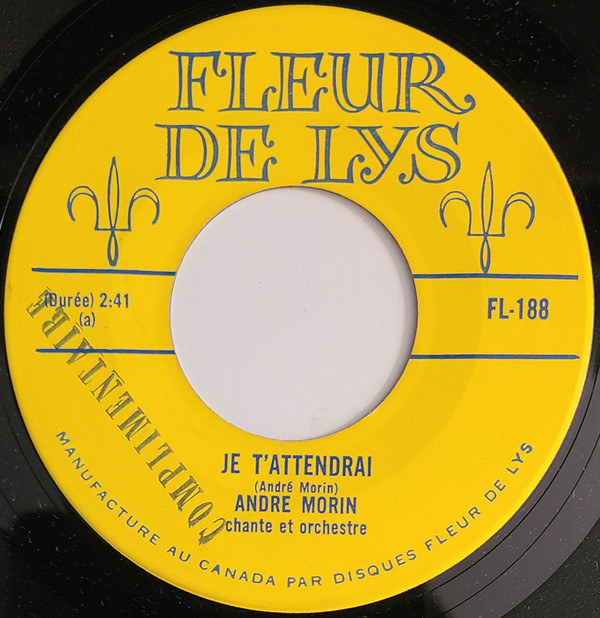 FLEUR
DE LYS
(Durée) 2:41
(a)
FL-188
COMPLIMENTAIRE
JE T'ATTENDRAI
(André Morin)
ANDRE MORIN
chante et orchestre
MANUFACTURE AU CANADA PAR DISQUES FLEUR DE LYS